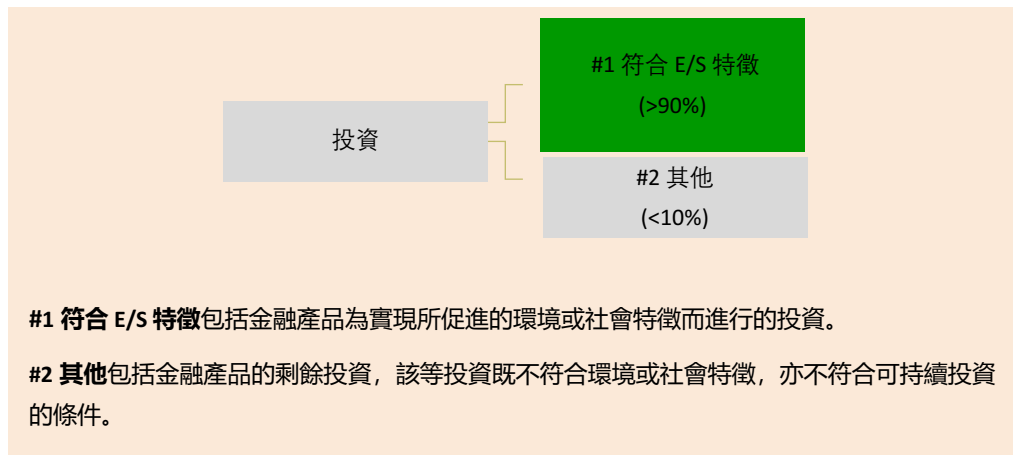 #1 符合 E/S 特徵
(>90%)
投資
#2 其他
(<10%)
#1 符合 E/S 特徵包括金融產品為實現所促進的環境或社會特徵而進行的投資。
#2 其他包括金融產品的剩餘投資，該等投資既不符合環境或社會特徵，亦不符合可持續投資
的條件。